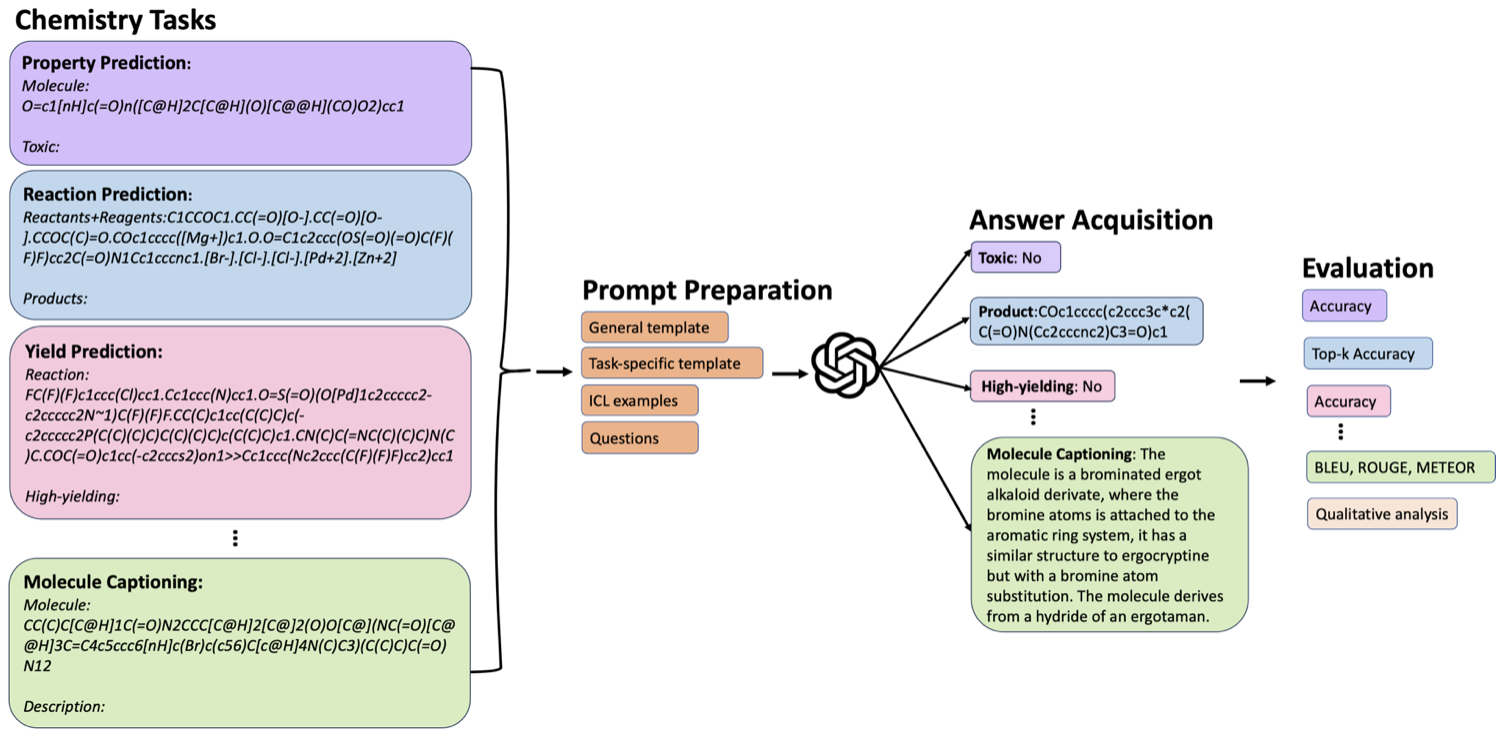 Chemistry Tasks
Property Prediction:
Molecule:
O=c1[nH]c(=O)n([C@H]2C[C@H](O)[C@@H](CO)O2)cc1
Toxic:
Reaction Prediction:
Reactants+Reagents:C1CCOC1.CC(=O)[O-].CC(=O)[O-
].CCOC(C)=O.COc1cccc([Mg+])c1.O.O=C1c2ccc(OS(=O)(=O)C(F)(
F)F)cc2C(=O)N1Cc1cccnc1.[Br-].[Cl-].[Cl-].[Pd+2].[Zn+2]
Products:
Yield Prediction:
Reaction:
FC(F)(F)c1ccc(Cl)cc1.Cc1ccc(N)cc1.O=S(=O)(O[Pd]1c2ccccc2-
c2ccccc2N~1)C(F)(F)F.CC(C)c1cc(C(C)C)c(-
c2ccccc2P(C(C)(C)C)C(C)(C)C)c(C(C)C)c1.CN(C)C(=NC(C)(C)C)N(C
)C.COC(=O)c1cc(-c2cccs2)on1>>Cc1ccc(Nc2ccc(C(F)(F)F)cc2)cc1
High-yielding:
Molecule Captioning:
Molecule:
CC(C)C[C@H]1C(=O)N2CCC[C@H]2[C@]2(O)O[C@](NC(=O)[C@
@H]3C=C4c5ccc6[nH]c(Br)c(c56)C[c@H]4N(C)C3)(C(C)C)C(=O)
N12
Description:
Prompt Preparation
General template
Task-specific template
ICL examples
Questions
Answer Acquisition
Toxic: No
Product:COc1cccc(c2ccc3c*c2(
C(=O)N(Cc2cccnc2)C3=O)c1
High-yielding: No
Molecule Captioning: The
molecule is a brominated ergot
alkaloid derivate, where the
bromine atoms is attached to the
aromatic ring system, it has a
similar structure to ergocryptine
but with a bromine atom
substitution. The molecule derives
from a hydride of an ergotaman.
Evaluation
Accuracy
Top-k Accuracy
Accuracy
BLEU, ROUGE, METEOR
Qualitative analysis